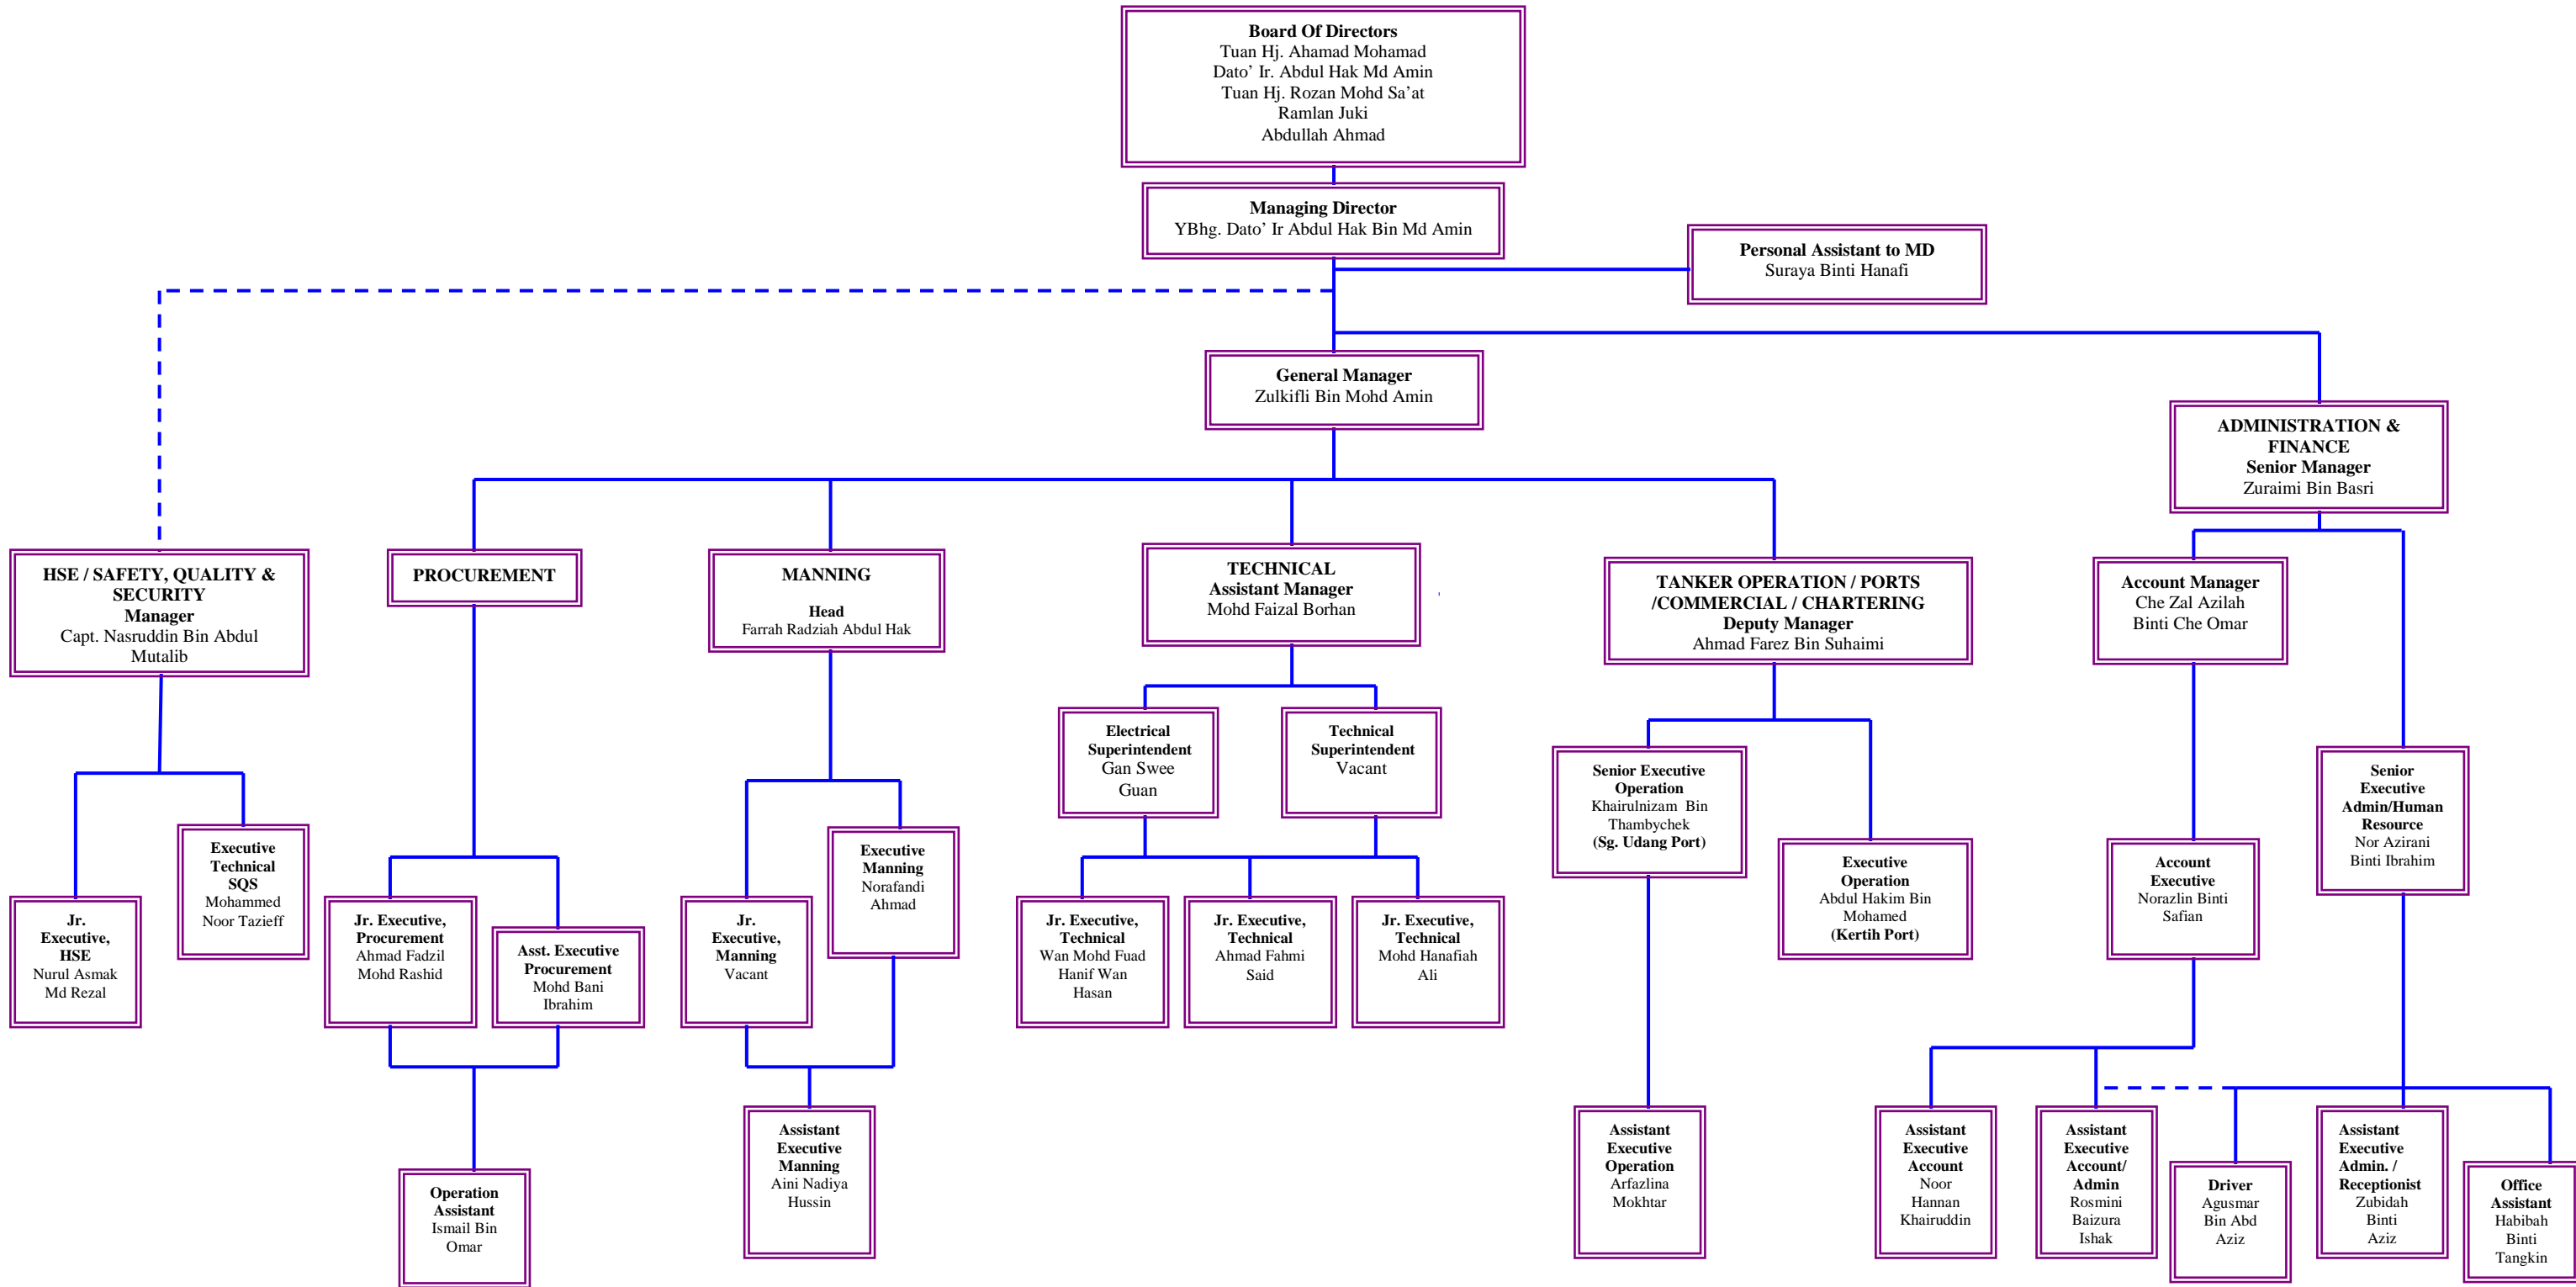 Board Of Directors
Tuan Hj. Ahamad Mohamad
Dato’ Ir. Abdul Hak Md Amin
Tuan Hj. Rozan Mohd Sa’at
Ramlan Juki
Abdullah Ahmad
Managing Director
YBhg. Dato’ Ir Abdul Hak Bin Md Amin
Personal Assistant to MD
Suraya Binti Hanafi
General Manager
Zulkifli Bin Mohd Amin
ADMINISTRATION &
FINANCE
Senior Manager
Zuraimi Bin Basri
HSE / SAFETY, QUALITY &
SECURITY
Manager
Capt. Nasruddin Bin Abdul
Mutalib
PROCUREMENT
MANNING
Head
Farrah Radziah Abdul Hak
TECHNICAL
Assistant Manager
Mohd Faizal Borhan
TANKER OPERATION / PORTS
/COMMERCIAL / CHARTERING
Deputy Manager
Ahmad Farez Bin Suhaimi
Account Manager
Che Zal Azilah
Binti Che Omar
Electrical
Superintendent
Gan Swee
Guan
Technical
Superintendent
Vacant
Senior Executive
Operation
Khairulnizam Bin
Thambychek
(Sg. Udang Port)
Senior
Executive
Admin/Human
Resource
Nor Azirani
Binti Ibrahim
Executive
Technical
SQS
Mohammed
Noor Tazieff
Executive
Manning
Norafandi
Ahmad
Executive
Operation
Abdul Hakim Bin
Mohamed
(Kertih Port)
Account
Executive
Norazlin Binti
Safian
Jr.
Executive,
HSE
Nurul Asmak
Md Rezal
Jr. Executive,
Procurement
Ahmad Fadzil
Mohd Rashid
Asst. Executive
Procurement
Mohd Bani
Ibrahim
Jr.
Executive,
Manning
Vacant
Jr. Executive,
Technical
Wan Mohd Fuad
Hanif Wan
Hasan
Jr. Executive,
Technical
Ahmad Fahmi
Said
Jr. Executive,
Technical
Mohd Hanafiah
Ali
Operation
Assistant
Ismail Bin
Omar
Assistant
Executive
Manning
Aini Nadiya
Hussin
Assistant
Executive
Operation
Arfazlina
Mokhtar
Assistant
Executive
Account
Noor
Hannan
Khairuddin
Assistant
Executive
Account/
Admin
Rosmini
Baizura
Ishak
Driver
Agusmar
Bin Abd
Aziz
Assistant
Executive
Admin. /
Receptionist
Zubidah
Binti
Aziz
Office
Assistant
Habibah
Binti
Tangkin